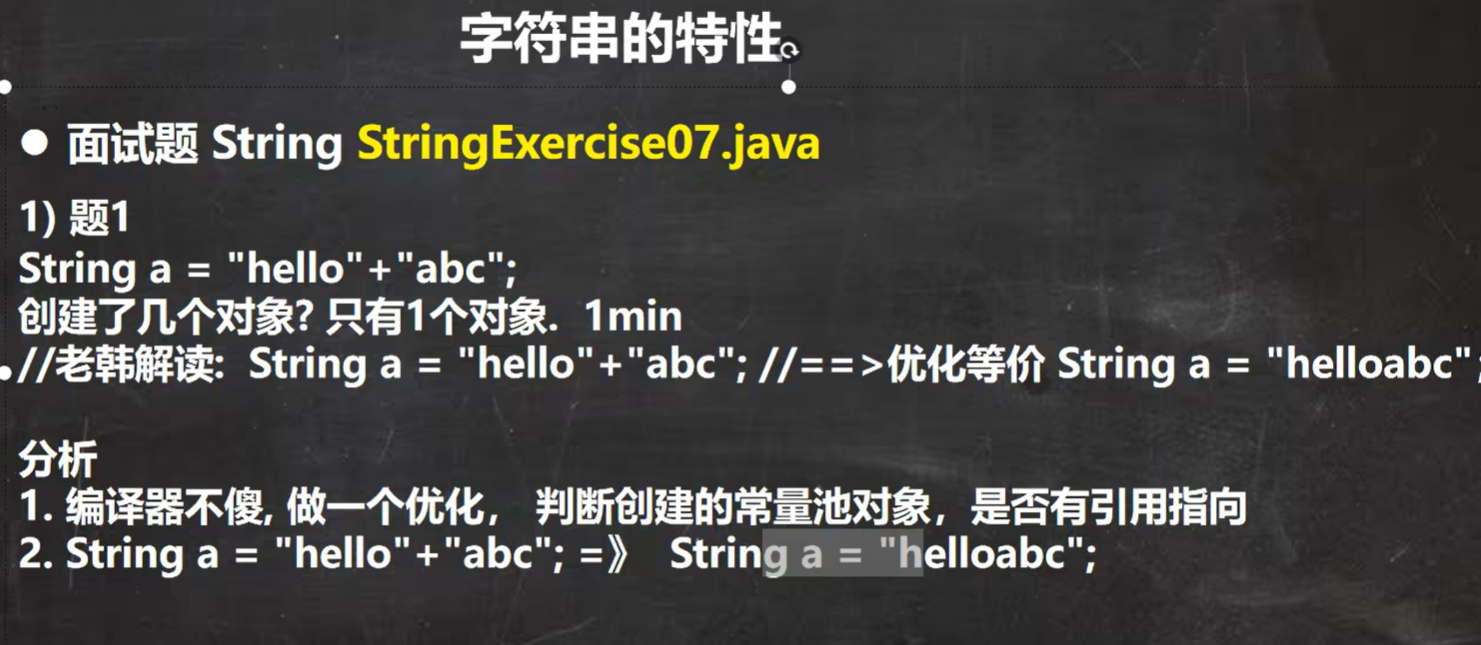 字符串的特性
● 面试题 String StringExercise07.java
1) 题1
String a = "hello"+"abc";
创建了几个对象? 只有1个对象. 1min
//老韩解读: String a = "hello"+"abc"; //==>优化等价 String a = "helloabc";
分析
1. 编译器不傻, 做一个优化， 判断创建的常量池对象，是否有引用指向
2. String a = "hello"+"abc"; =》 String a = "helloabc";